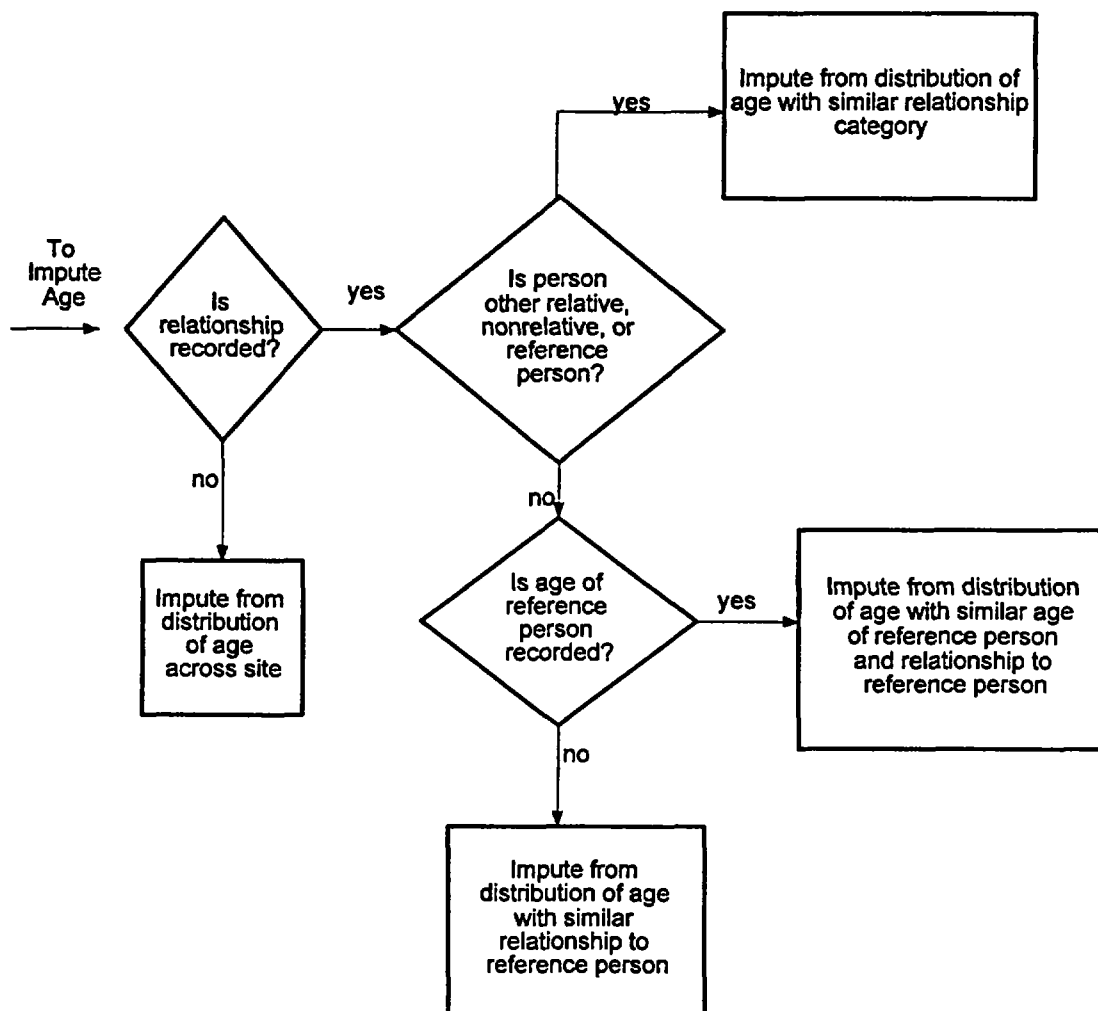 Impute from distribution of
age with similar relationship
category
yes
To
Impute
Age
Is
relationship
recorded?
yes
Is person
other relative,
nonrelative, or
reference
person?
no
no
Impute from
distribution
of age
across site
Is age of
reference
person
recorded?
yes
Impute from distribution
of age with similar age
of reference person
and relationship to
reference person
no
Impute from
distribution of age
with similar
relationship to
reference person